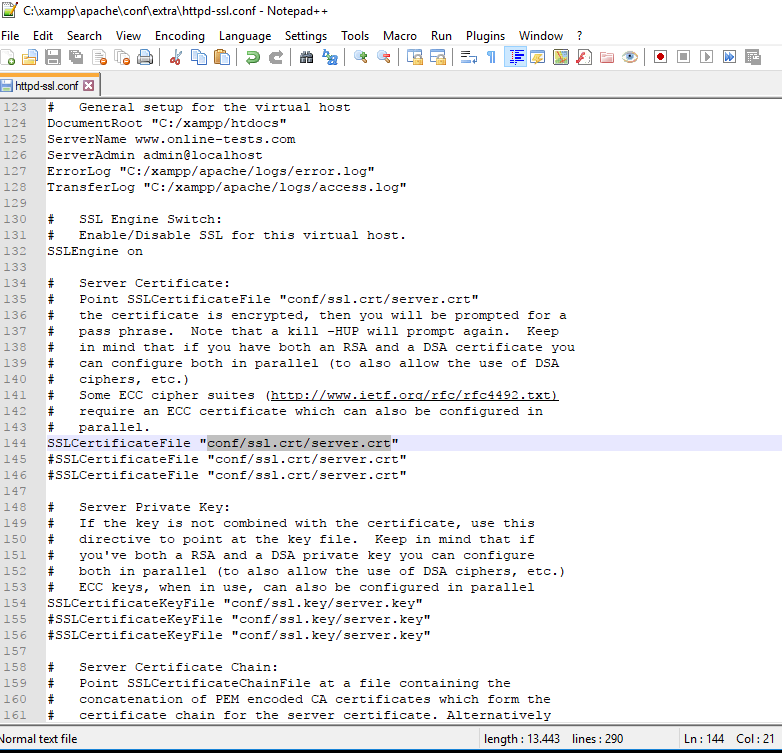 C:\xampp\apache\conf\extra\httpd-ssl.conf - Notepad++
File Edit Search View Encoding Language Settings Tools Macro Run Plugins Window ?
httpd-ssl.conf
123 #   General setup for the virtual host
124 DocumentRoot "C:/xampp/htdocs"
125 ServerName www.online-tests.com
126 ServerAdmin admin@localhost
127 ErrorLog "C:/xampp/apache/logs/error.log"
128 TransferLog "C:/xampp/apache/logs/access.log"
129
130 #   SSL Engine Switch:
131 #   Enable/Disable SSL for this virtual host.
132 SSLEngine on
133
134 #   Server Certificate:
135 #   Point SSLCertificateFile "conf/ssl.crt/server.crt"
136 #   the certificate is encrypted, then you will be prompted for a
137 #   pass phrase.  Note that a kill -HUP will prompt again.  Keep
138 #   in mind that if you have both an RSA and a DSA certificate you
139 #   can configure both in parallel (to also allow the use of DSA
140 #   ciphers, etc.)
141 #   Some ECC cipher suites (http://www.ietf.org/rfc/rfc4492.txt)
142 #   require an ECC certificate which can also be configured in
143 #   parallel.
144 SSLCertificateFile "conf/ssl.crt/server.crt"
145 #SSLCertificateFile "conf/ssl.crt/server.crt"
146 #SSLCertificateFile "conf/ssl.crt/server.crt"
147
148 #   Server Private Key:
149 #   If the key is not combined with the certificate, use this
150 #   directive to point at the key file.  Keep in mind that if
151 #   you've both a RSA and a DSA private key you can configure
152 #   both in parallel (to also allow the use of DSA ciphers, etc.)
153 #   ECC keys, when in use, can also be configured in parallel
154 SSLCertificateKeyFile "conf/ssl.key/server.key"
155 #SSLCertificateKeyFile "conf/ssl.key/server.key"
156 #SSLCertificateKeyFile "conf/ssl.key/server.key"
157
158 #   Server Certificate Chain:
159 #   Point SSLCertificateChainFile at a file containing the
160 #   concatenation of PEM encoded CA certificates which form the
161 #   certificate chain for the server certificate. Alternatively
Normal text file length : 13.443 lines : 290 Ln : 144 Col : 21